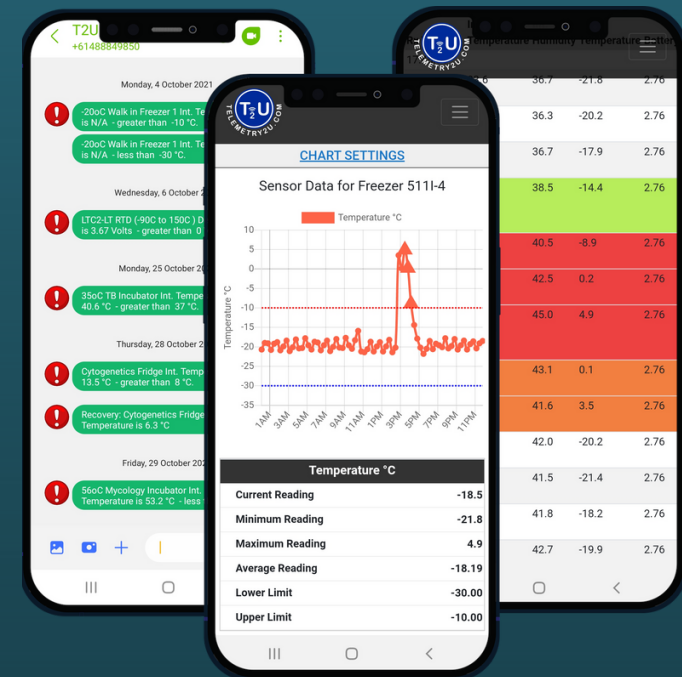 T2U
+61488849850
Monday, 4 October 2021
-20oC Walk in Freezer 1 Int. Te
is N/A - greater than -10 °C.
-20oC Walk in Freezer 1 Int. Te
is N/A - less than -30 °C.
Wednesday, 6 October 2
LTC2-LT RTD (-90C to 150C ) D
is 3.67 Volts - greater than 0
Monday, 25 October 20
35oC TB Incubator Int. Tempe
40.6 °C - greater than 37 °C.
Thursday, 28 October 2
Cytogenetics Fridge Int. Temp
13.5 °C - greater than 8 °C.
Recovery: Cytogenetics Fridge
Temperature is 6.3 °C
Friday, 29 October 202
56oC Mycology Incubator Int.
Temperature is 53.2 °C - less
T2U
TELEMETRY2U.COM
CHART SETTINGS
Sensor Data for Freezer 511I-4
Temperature °C
Temperature °C
10
5
0
-5
-10
-15
-20
-25
-30
-35
1AM 3AM 5AM 7AM 9AM 11AM 1PM 3PM 5PM 7PM 9PM 11PM
Temperature °C
Current Reading -18.5
Minimum Reading -21.8
Maximum Reading 4.9
Average Reading -18.19
Lower Limit -30.00
Upper Limit -10.00
T2U
TELEMETRY2U.COM
Temperature Humidity Temperature Battery
36.7 -21.8 2.76
36.3 -20.2 2.76
36.7 -17.9 2.76
38.5 -14.4 2.76
40.5 -8.9 2.76
42.5 0.2 2.76
45.0 4.9 2.76
43.1 0.1 2.76
41.6 3.5 2.76
42.0 -20.2 2.76
41.5 -21.4 2.76
41.8 -18.2 2.76
42.7 -19.9 2.76